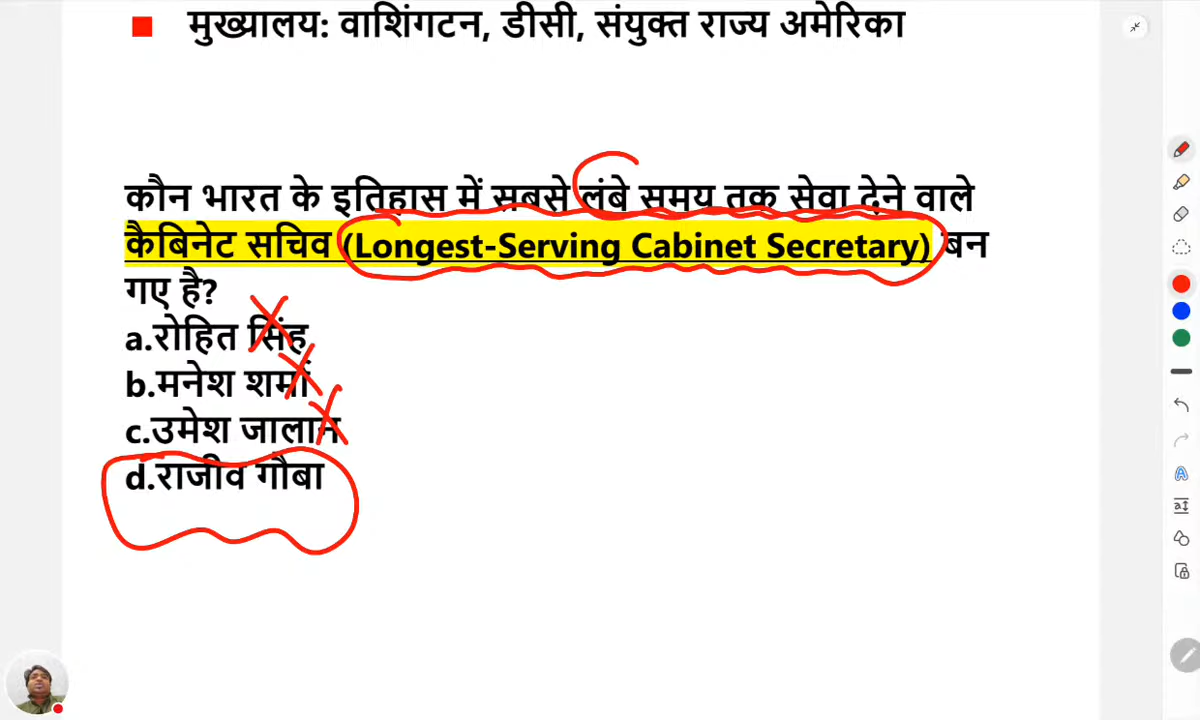 मुख्यालय: वाशिंगटन, डीसी, संयुक्त राज्य अमेरिका
कौन भारत के इतिहास में सबसे लंबे समय तक सेवा देने वाले
कैबिनेट सचिव (Longest-Serving Cabinet Secretary) बन
गए है?
a.रोहित सिंह
b.मनेश शर्मा
c.उमेश जालान
d.राजीव गौबा